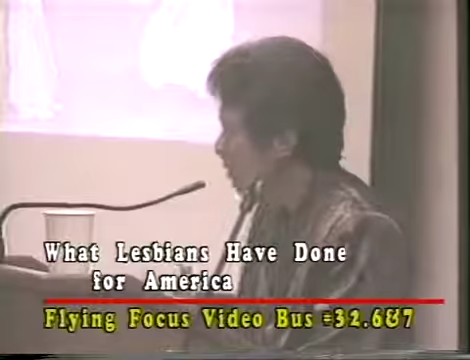 What Lesbians Have Done
for America
Flying Focus Video Bus #32.6&7